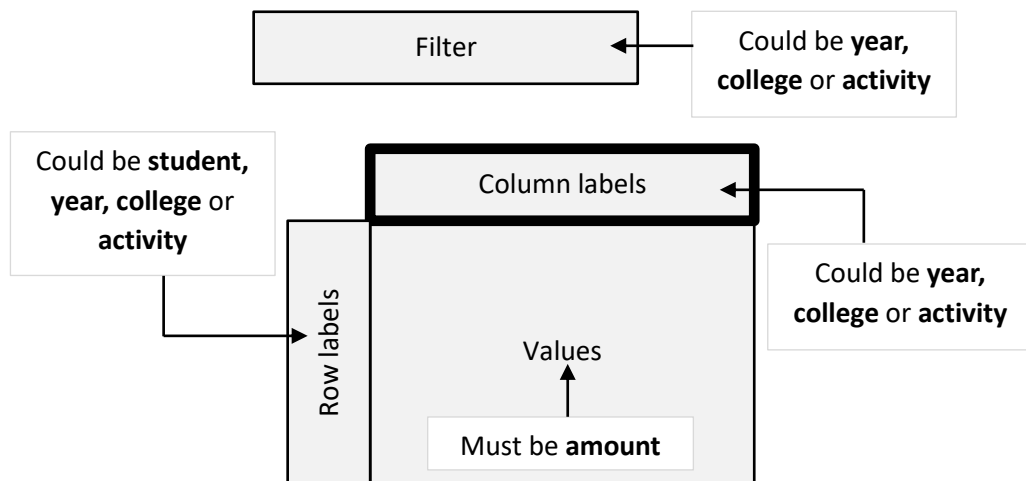 Filter
Could be year,
college or activity
Could be student,
year, college or
activity
Column labels
Could be year,
college or activity
Row labels
Values
Must be amount